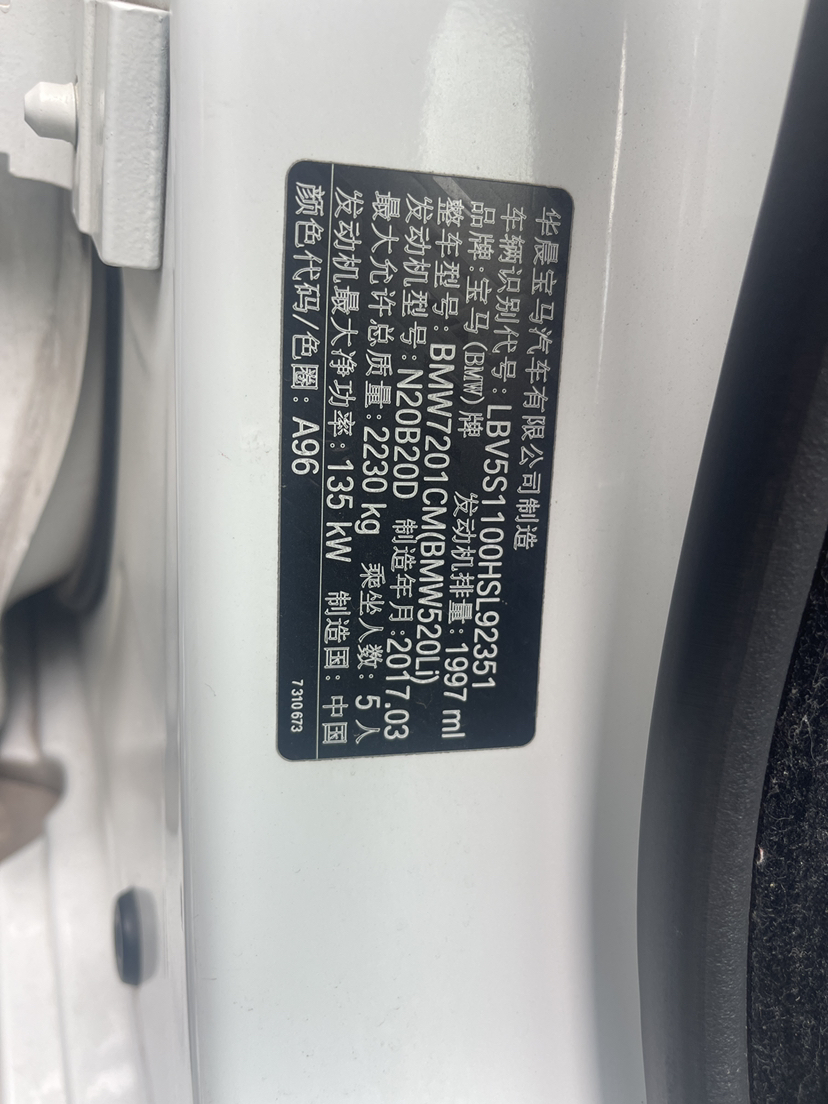 华晨宝马汽车有限公司制造
车辆识别代号: LBV5S1100HSL92351
品牌: 宝马(BMW)牌 发动机排量: 1997 ml
整车型号: BMW7201CM(BMW520Li)
发动机型号: N20B20D 制造年月: 2017.03
最大允许总质量: 2230 kg 乘坐人数: 5 人
发动机最大净功率: 135 kW 制造国: 中国
颜色代码/色圈: A96 7 310 673